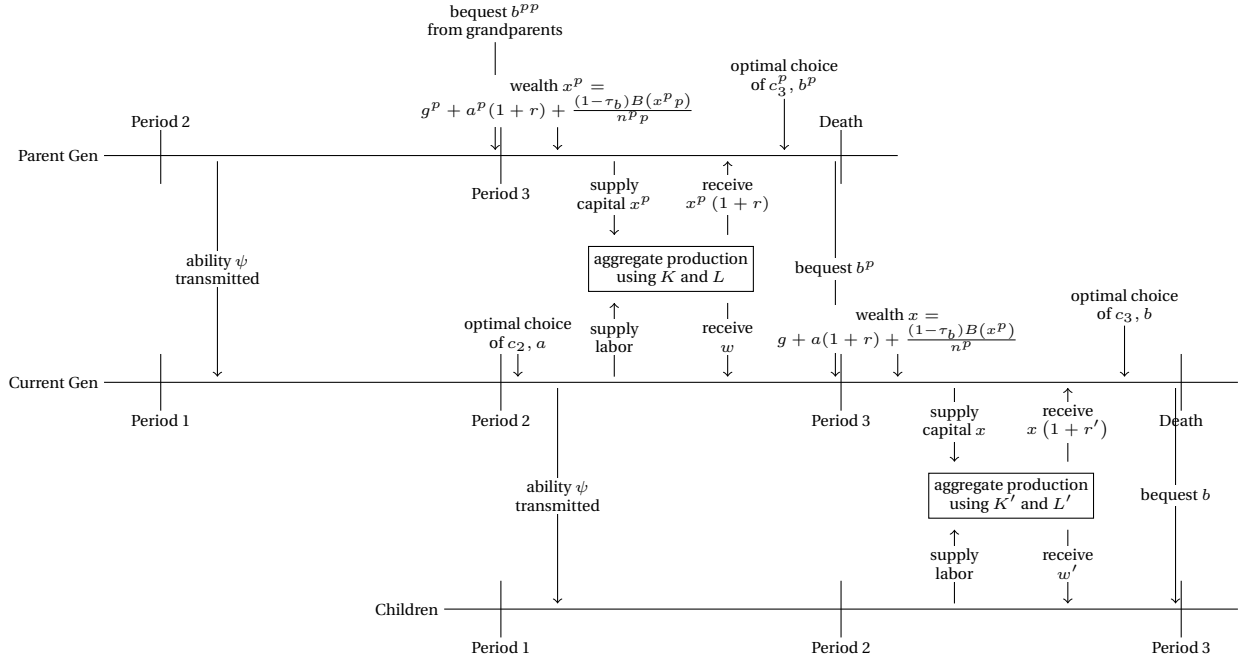 bequest b^{pp}
from grandparents
wealth x^p =
g^p + a^p(1 + r) + \frac{(1−τ_b)B(x^p p)}{n^p p}
optimal choice
of c_3^p, b^p
Period 2
Death
Parent Gen
Period 3
supply
capital x^p
receive
x^p (1 + r)
ability ψ
transmitted
aggregate production
using K and L
bequest b^p
optimal choice
of c_2, a
supply
labor
receive
w
wealth x =
g + a(1 + r) + \frac{(1−τ_b)B(x^p)}{n^p}
optimal choice
of c_3, b
Current Gen
Period 1
Period 2
Period 3
Death
supply
capital x
receive
x (1 + r′)
ability ψ
transmitted
aggregate production
using K′ and L′
bequest b
supply
labor
receive
w′
Children
Period 1
Period 2
Period 3